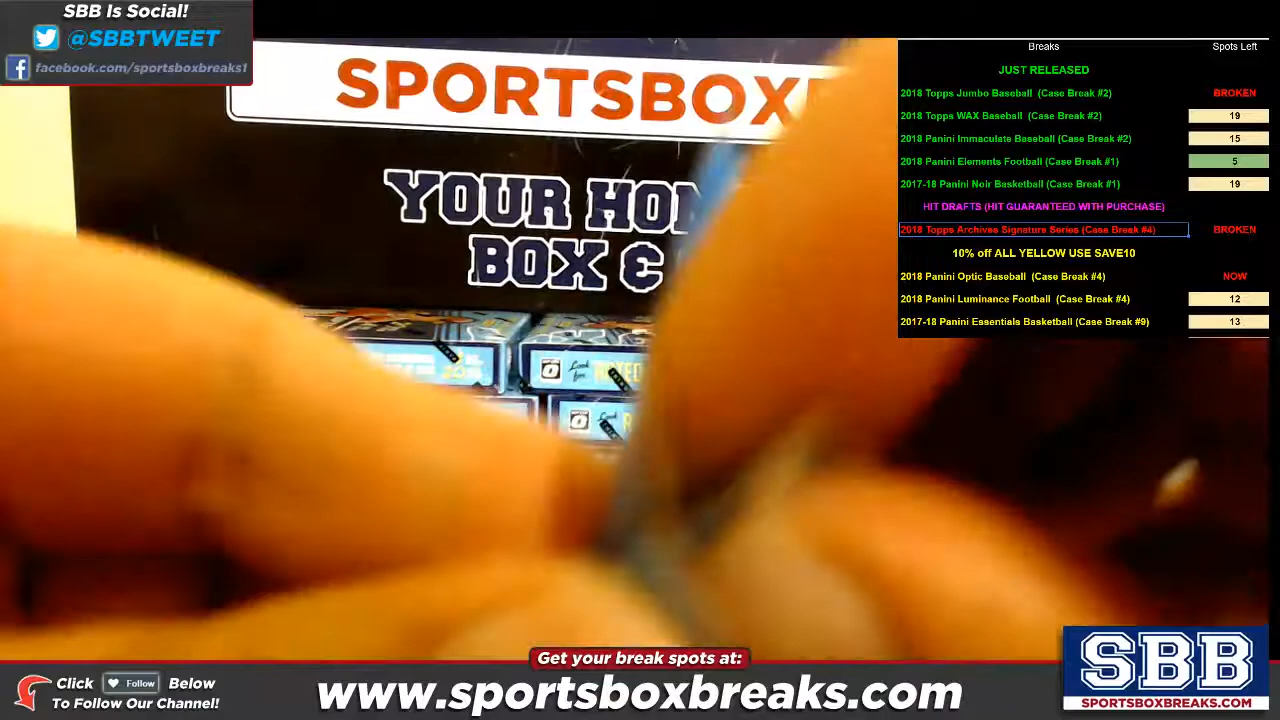 SBB Is Social!
@SBBTWEET
facebook.com/sportsboxbreaks1
SPORTSBOX
YOUR
BOX &
Look for
Look
Breaks Spots Left
JUST RELEASED
2018 Topps Jumbo Baseball (Case Break #2) BROKEN
2018 Topps WAX Baseball (Case Break #2) 19
2018 Panini Immaculate Baseball (Case Break #2) 15
2018 Panini Elements Football (Case Break #1) 5
2017-18 Panini Noir Basketball (Case Break #1) 19
HIT DRAFTS (HIT GUARANTEED WITH PURCHASE)
2018 Topps Archives Signature Series (Case Break #4) BROKEN
10% off ALL YELLOW USE SAVE10
2018 Panini Optic Baseball (Case Break #4) NOW
2018 Panini Luminance Football (Case Break #4) 12
2017-18 Panini Essentials Basketball (Case Break #9) 13
Get your break spots at:
Click Follow Below
To Follow Our Channel!
www.sportsboxbreaks.com
SBB
SPORTSBOXBREAKS.COM